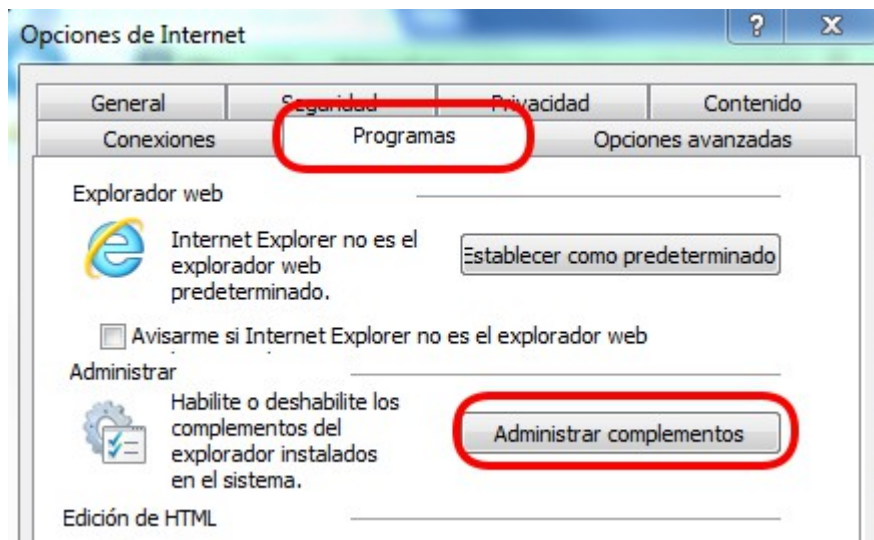 Opciones de Internet
General Seguridad Privacidad Contenido
Conexiones Programas Opciones avanzadas
Explorador web
Internet Explorer no es el
explorador web
predeterminado.
Establecer como predeterminado
Avisarme si Internet Explorer no es el explorador web
Administrar
Habilite o deshabilite los
complementos del
explorador instalados
en el sistema.
Administrar complementos
Edición de HTML